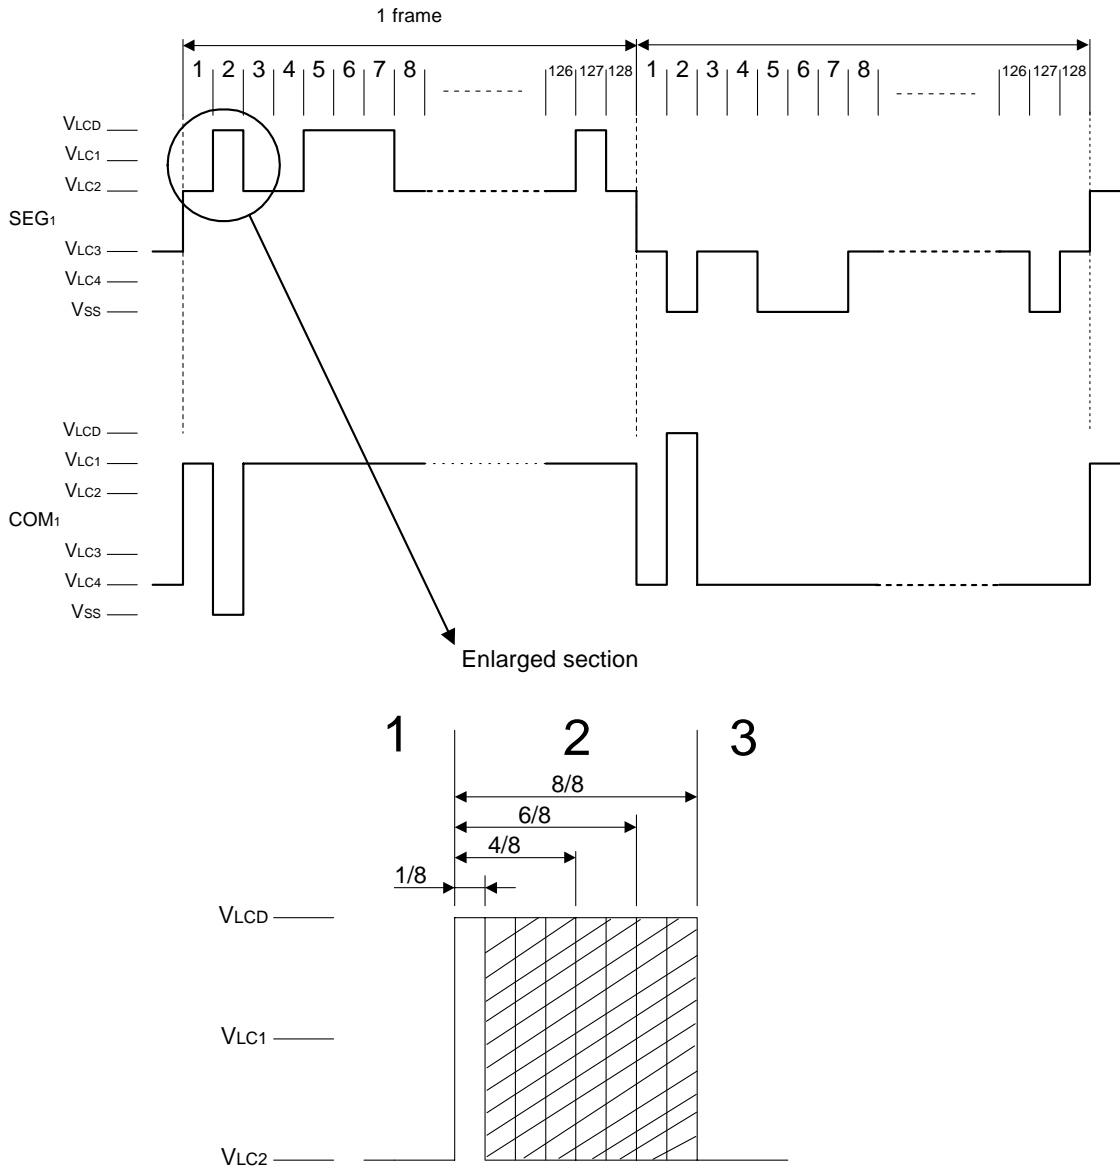 1 frame
1 2 3 4 5 6 7 8 126 127 128 1 2 3 4 5 6 7 8 126 127 128
VLCD
VLC1
VLC2
SEG1
VLC3
VLC4
VSS
VLCD
VLC1
VLC2
COM1
VLC3
VLC4
VSS
Enlarged section
1 2 3
8/8
6/8
4/8
1/8
VLCD
VLC1
VLC2